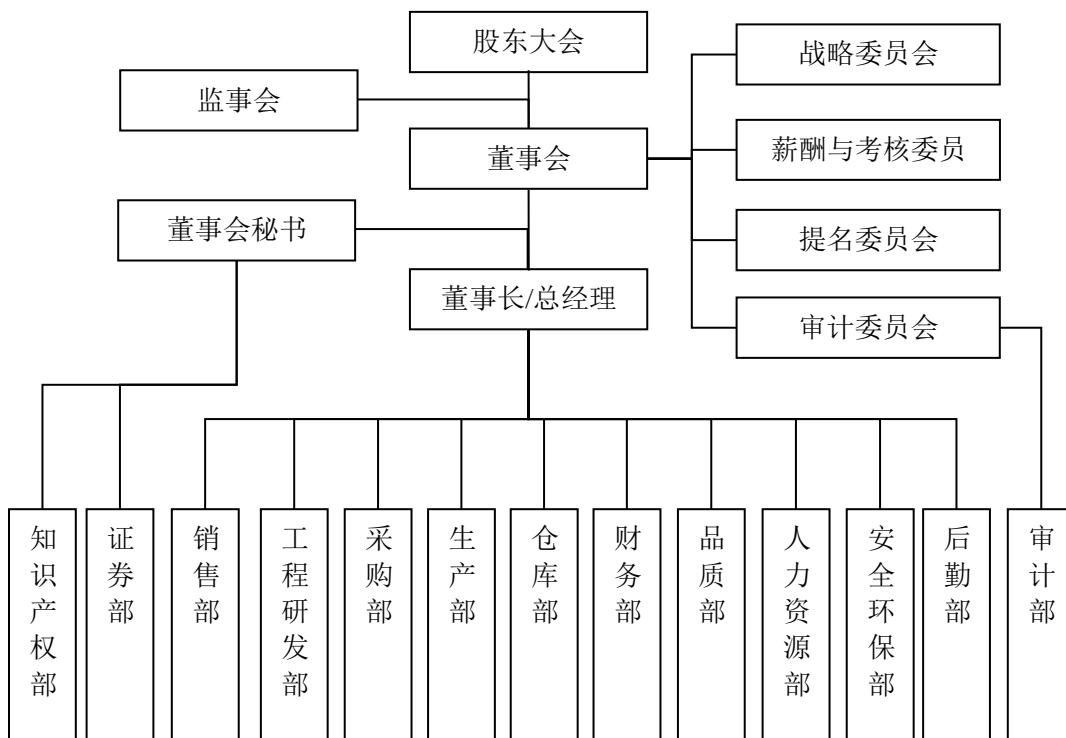 股东大会
战略委员会
监事会
董事会
薪酬与考核委员
董事会秘书
提名委员会
董事长/总经理
审计委员会
知识产权部
证券部
销售部
工程研发部
采购部
生产部
仓库部
财务部
品质部
人力资源部
安全环保部
后勤部
审计部